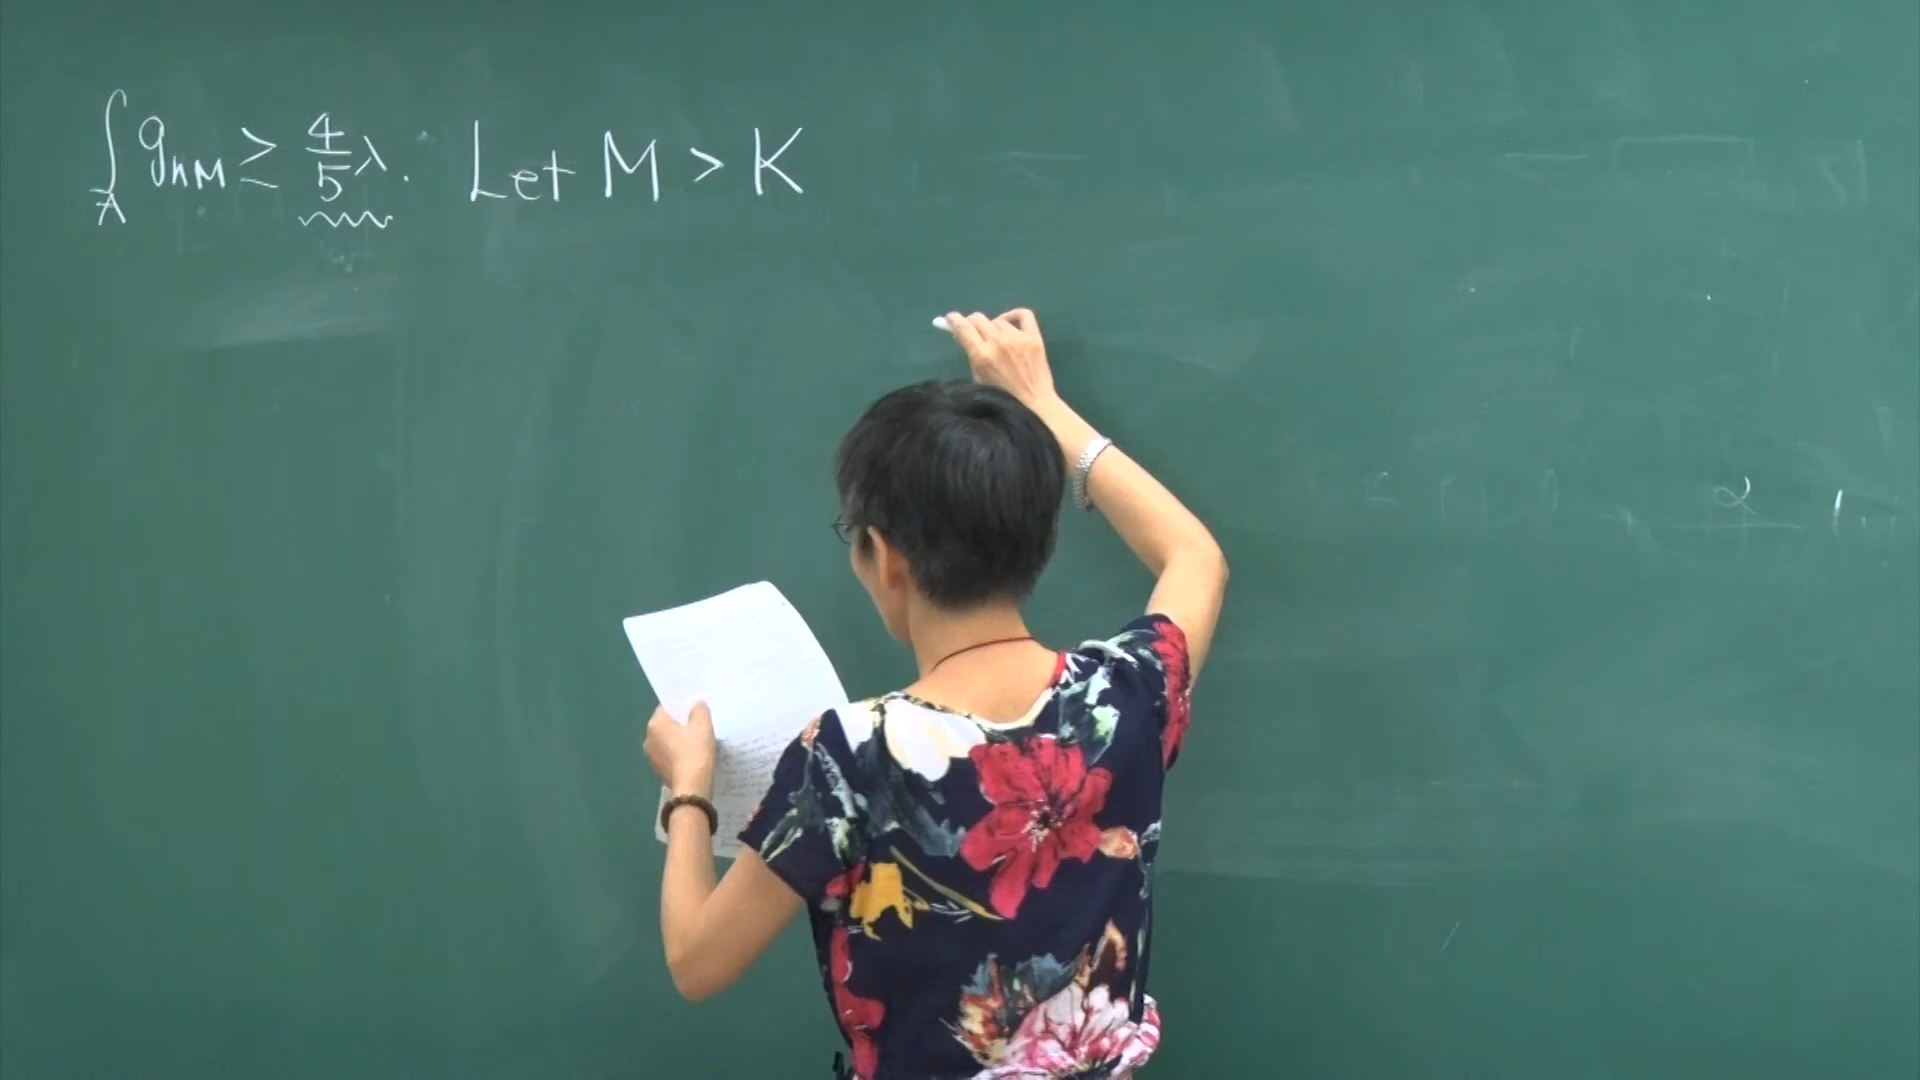 ∫_A g_{nM} ≥ 4/5 λ. Let M > K